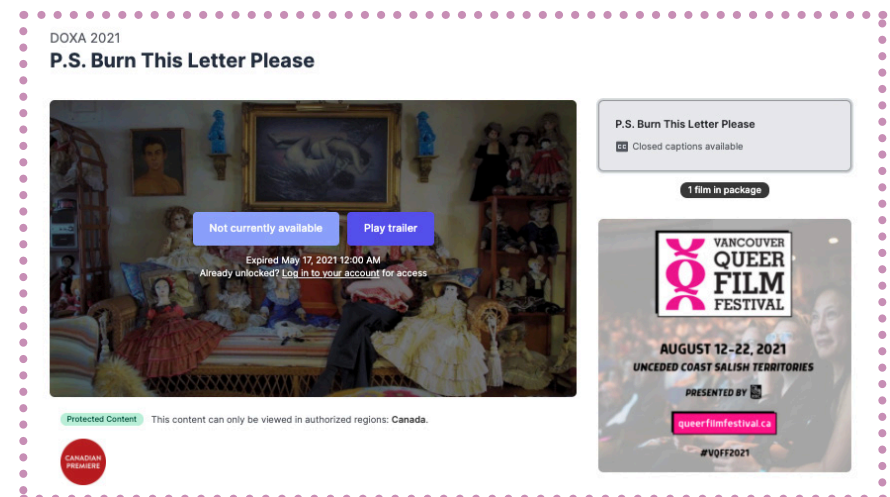 DOXA 2021
P.S. Burn This Letter Please
Not currently available
Play trailer
Expired May 17, 2021 12:00 AM
Already unlocked? Log in to your account for access
Protected Content
This content can only be viewed in authorized regions: Canada.
CANADIAN
PREMIERE
P.S. Burn This Letter Please
CC Closed captions available
1 film in package
VANCOUVER
QUEER
FILM
FESTIVAL
AUGUST 12-22, 2021
UNCEDED COAST SALISH TERRITORIES
PRESENTED BY
queerfilmfestival.ca
#VQFF2021